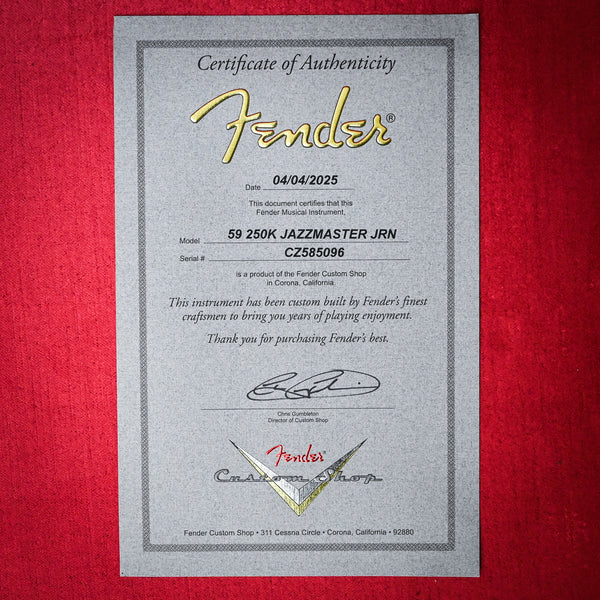 Certificate of Authenticity
Fender®
Date 04/04/2025
This document certifies that this
Fender Musical Instrument,
Model 59 250K JAZZMASTER JRN
Serial # CZ585096
is a product of the Fender Custom Shop
in Corona, California.
This instrument has been custom built by Fender's finest
craftsmen to bring you years of playing enjoyment.
Thank you for purchasing Fender's best.
Chris Gumbleton
Director of Custom Shop
Fender®
Custom Shop
Fender Custom Shop • 311 Cessna Circle • Corona, California • 92880